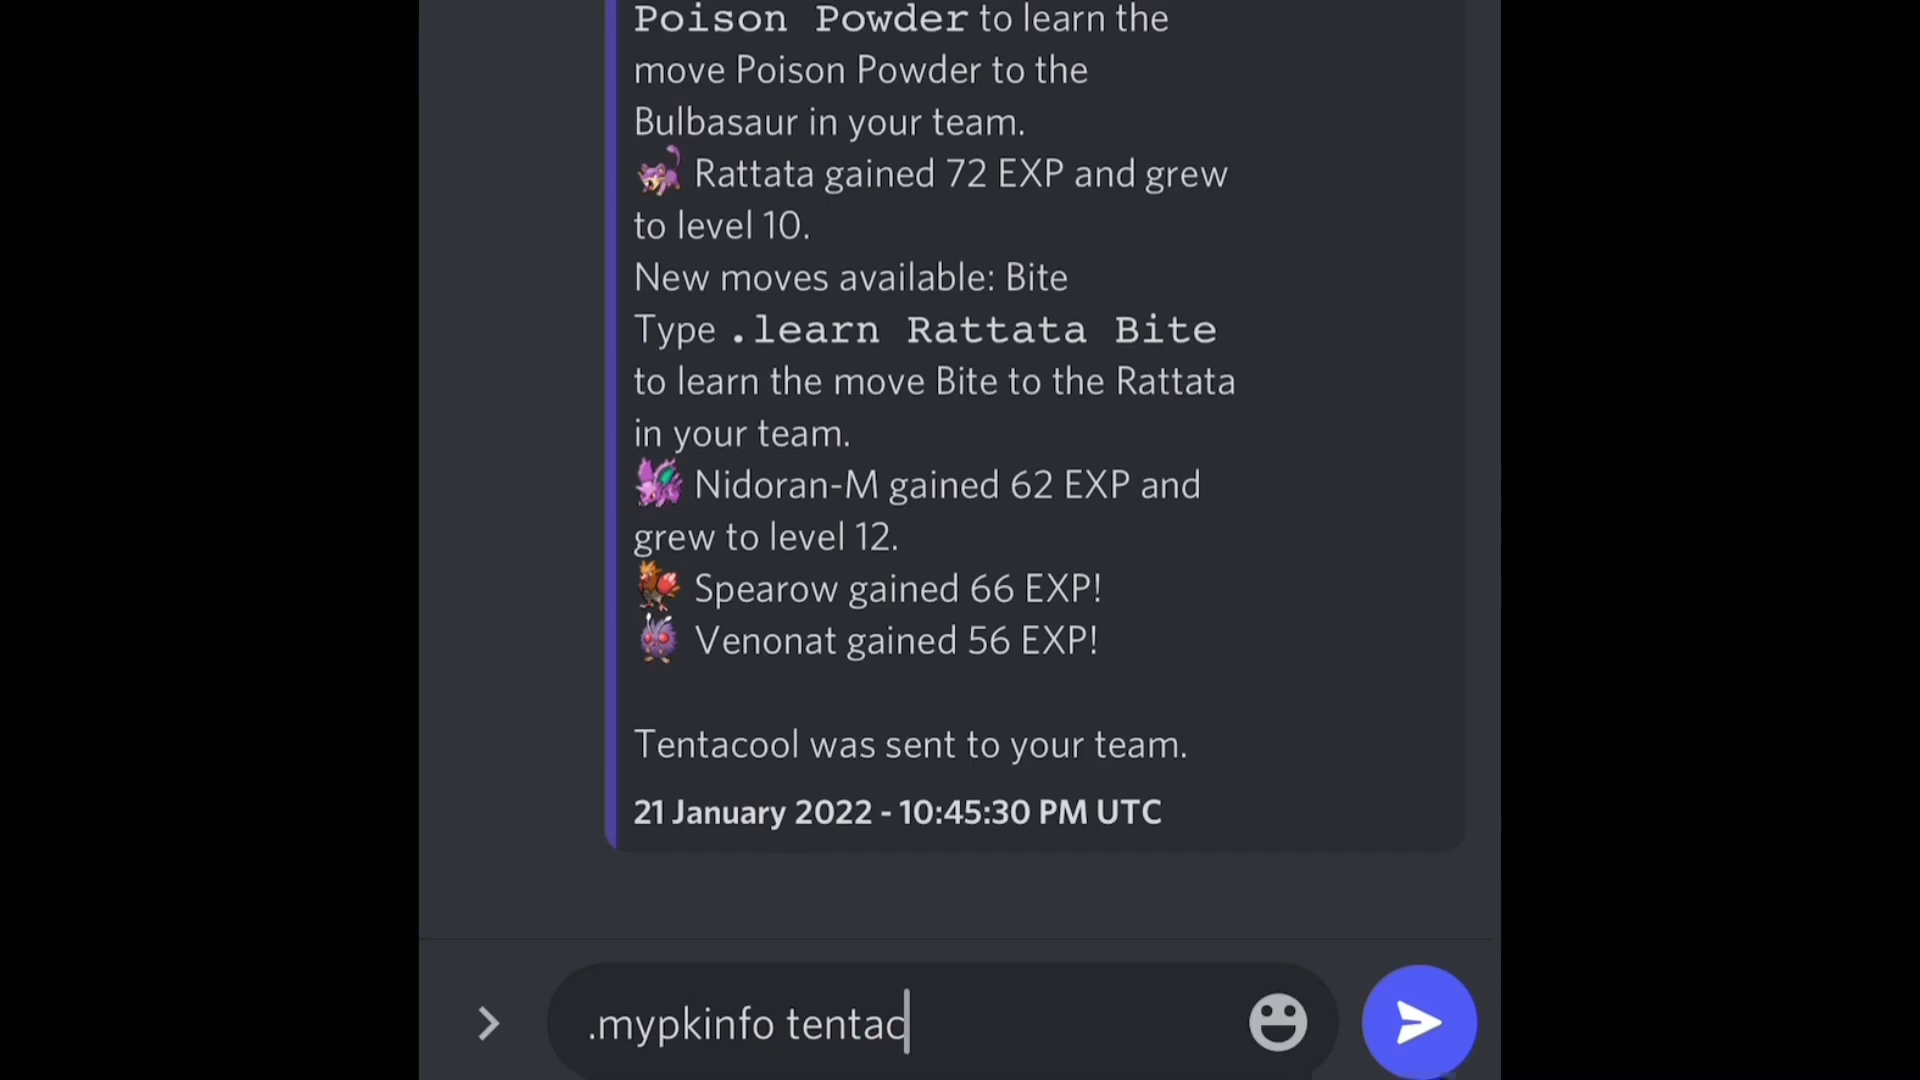 Poison Powder to learn the
move Poison Powder to the
Bulbasaur in your team.
Rattata gained 72 EXP and grew
to level 10.
New moves available: Bite
Type .learn Rattata Bite
to learn the move Bite to the Rattata
in your team.
Nidoran-M gained 62 EXP and
grew to level 12.
Spearow gained 66 EXP!
Venonat gained 56 EXP!
Tentacool was sent to your team.
21 January 2022 - 10:45:30 PM UTC
.mypkinfo tentac